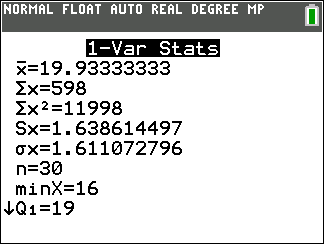 NORMAL FLOAT AUTO REAL DEGREE MP
1-Var Stats
x̄=19.93333333
Σx=598
Σx²=11998
Sx=1.638614497
σx=1.611072796
n=30
minX=16
↓Q₁=19